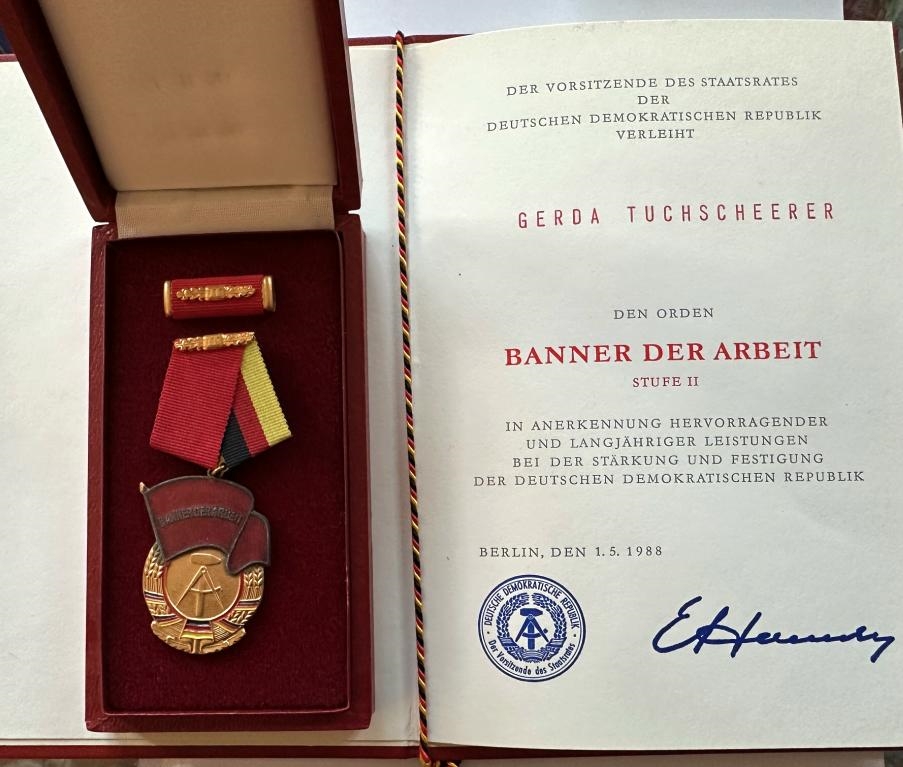 BANNER DER ARBEIT
DER VORSITZENDE DES STAATSRATES
DER
DEUTSCHEN DEMOKRATISCHEN REPUBLIK
VERLEIHT
GERDA TUCHSCHEERER
DEN ORDEN
BANNER DER ARBEIT
STUFE II
IN ANERKENNUNG HERVORRAGENDER
UND LANGJÄHRIGER LEISTUNGEN
BEI DER STÄRKUNG UND FESTIGUNG
DER DEUTSCHEN DEMOKRATISCHEN REPUBLIK
BERLIN, DEN 1. 5. 1988
DEUTSCHE DEMOKRATISCHE REPUBLIK
Der Vorsitzende des Staatsrates